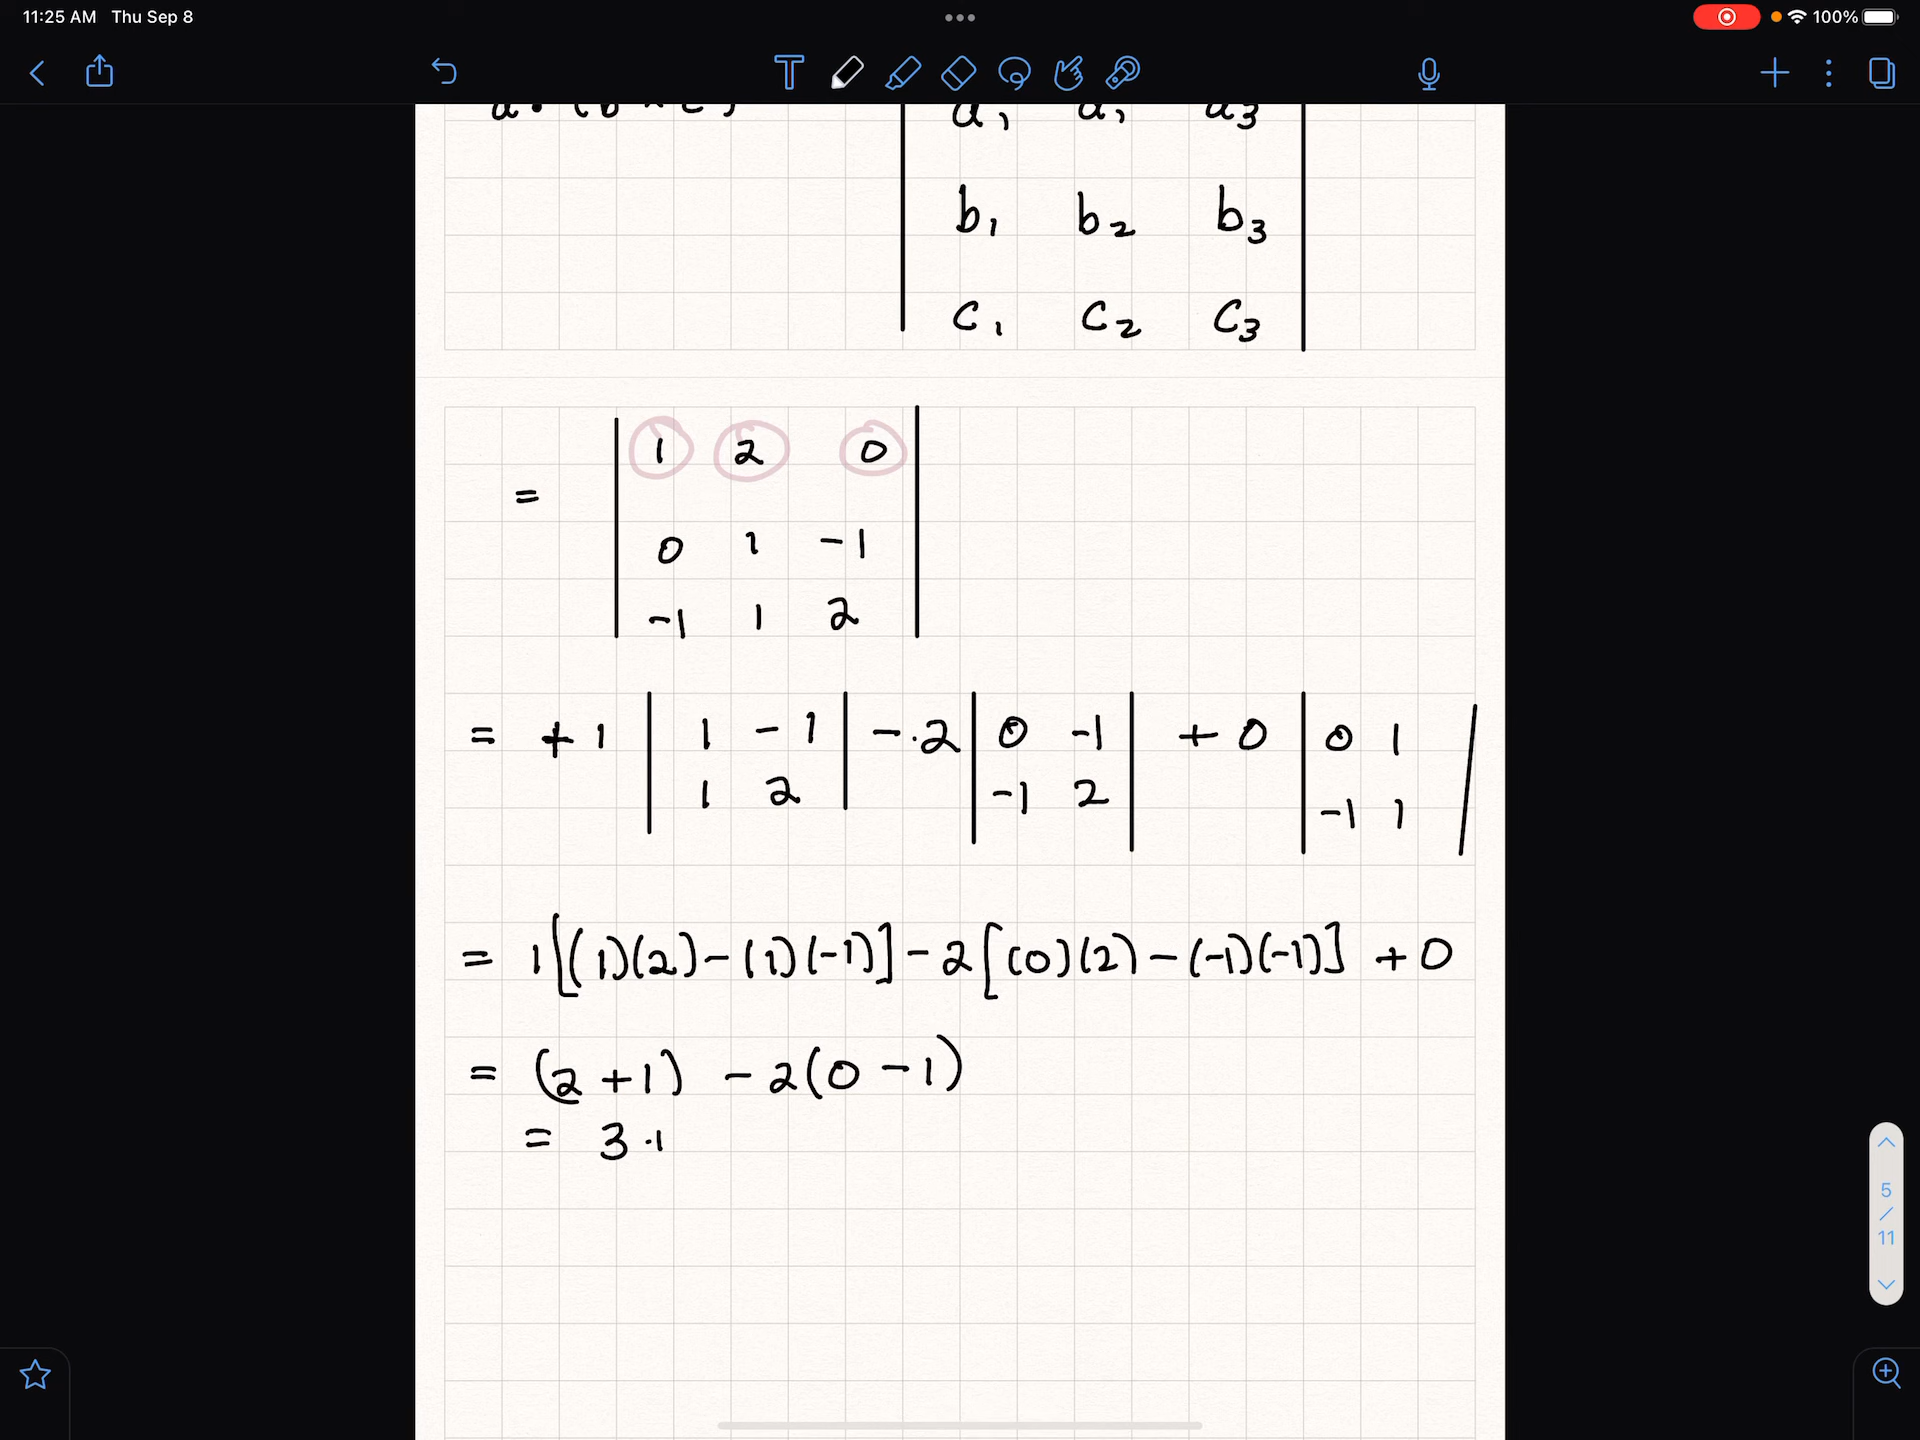 11:25 AM Thu Sep 8
100%
T
a₁ a₁ a₃
b₁ b₂ b₃
c₁ c₂ c₃
1 2 0
=
0 1 -1
-1 1 2
= +1 | 1 -1 | -·2 | 0 -1 | + 0 | 0 1 |
1 2 -1 2 -1 1
= 1[(1)(2)-(1)(-1)] - 2[(0)(2)-(-1)(-1)] + 0
= (2 +1) - 2(0 -1)
= 3 ·1
5
/
11